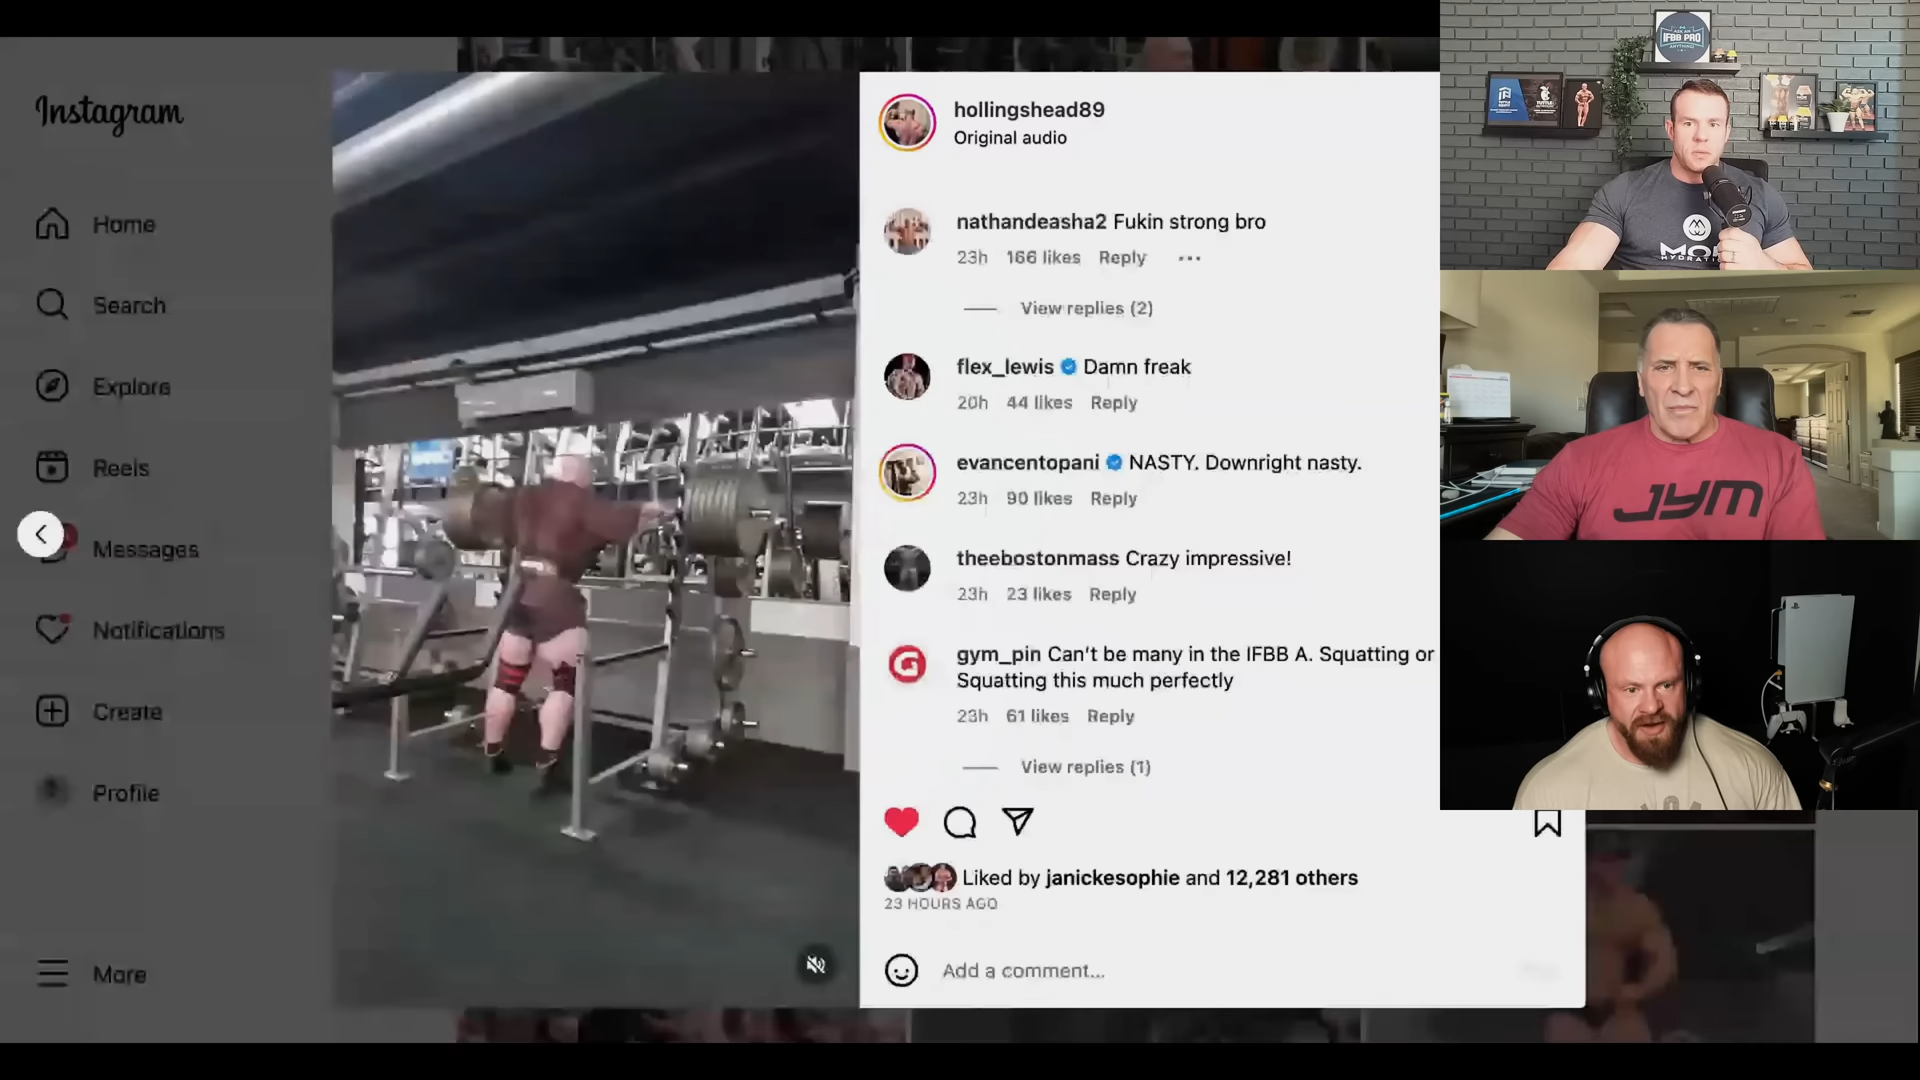 Instagram
Home
Search
Explore
Reels
Messages
Notifications
Create
Profile
More
hollingshead89
Original audio
nathandeasha2 Fukin strong bro
23h 166 likes Reply
View replies (2)
flex_lewis Damn freak
20h 44 likes Reply
evancentopani NASTY. Downright nasty.
23h 90 likes Reply
theebostonmass Crazy impressive!
23h 23 likes Reply
gym_pin Can't be many in the IFBB A. Squatting or
Squatting this much perfectly
23h 61 likes Reply
View replies (1)
Liked by janickesophie and 12,281 others
23 HOURS AGO
Add a comment...
ASK AN
IFBB PRO
ANYTHING
JYM